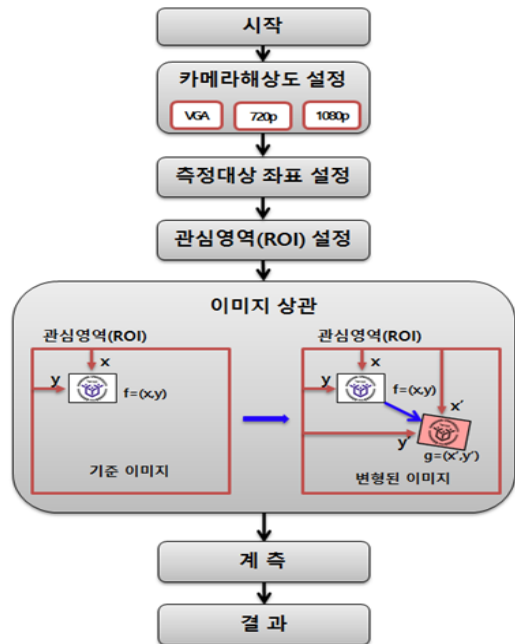 시작
카메라해상도 설정
VGA 720p 1080p
측정대상 좌표 설정
관심영역(ROI) 설정
이미지 상관
관심영역(ROI)
x
y
f=(x,y)
기준 이미지
관심영역(ROI)
x
y
f=(x,y)
x′
y′
g=(x′,y′)
변형된 이미지
계 측
결 과